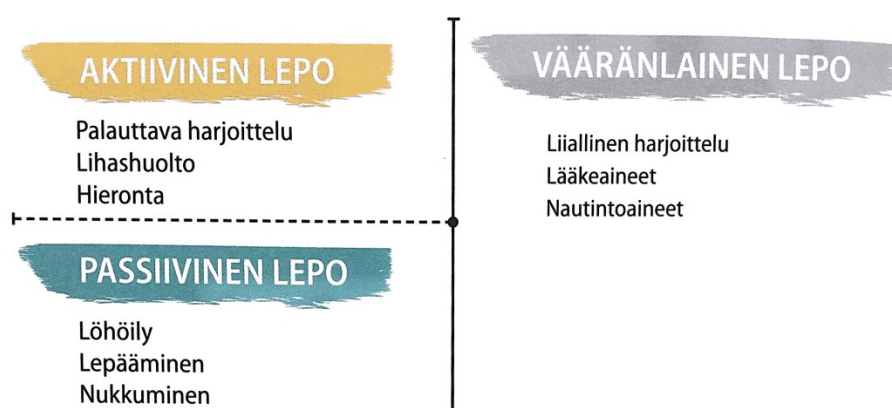 AKTIIVINEN LEPO
Palauttava harjoittelu
Lihashuolto
Hieronta
PASSIIVINEN LEPO
Löhöily
Lepääminen
Nukkuminen
VÄÄRÄNLAINEN LEPO
Liiallinen harjoittelu
Lääkeaineet
Nautintoaineet